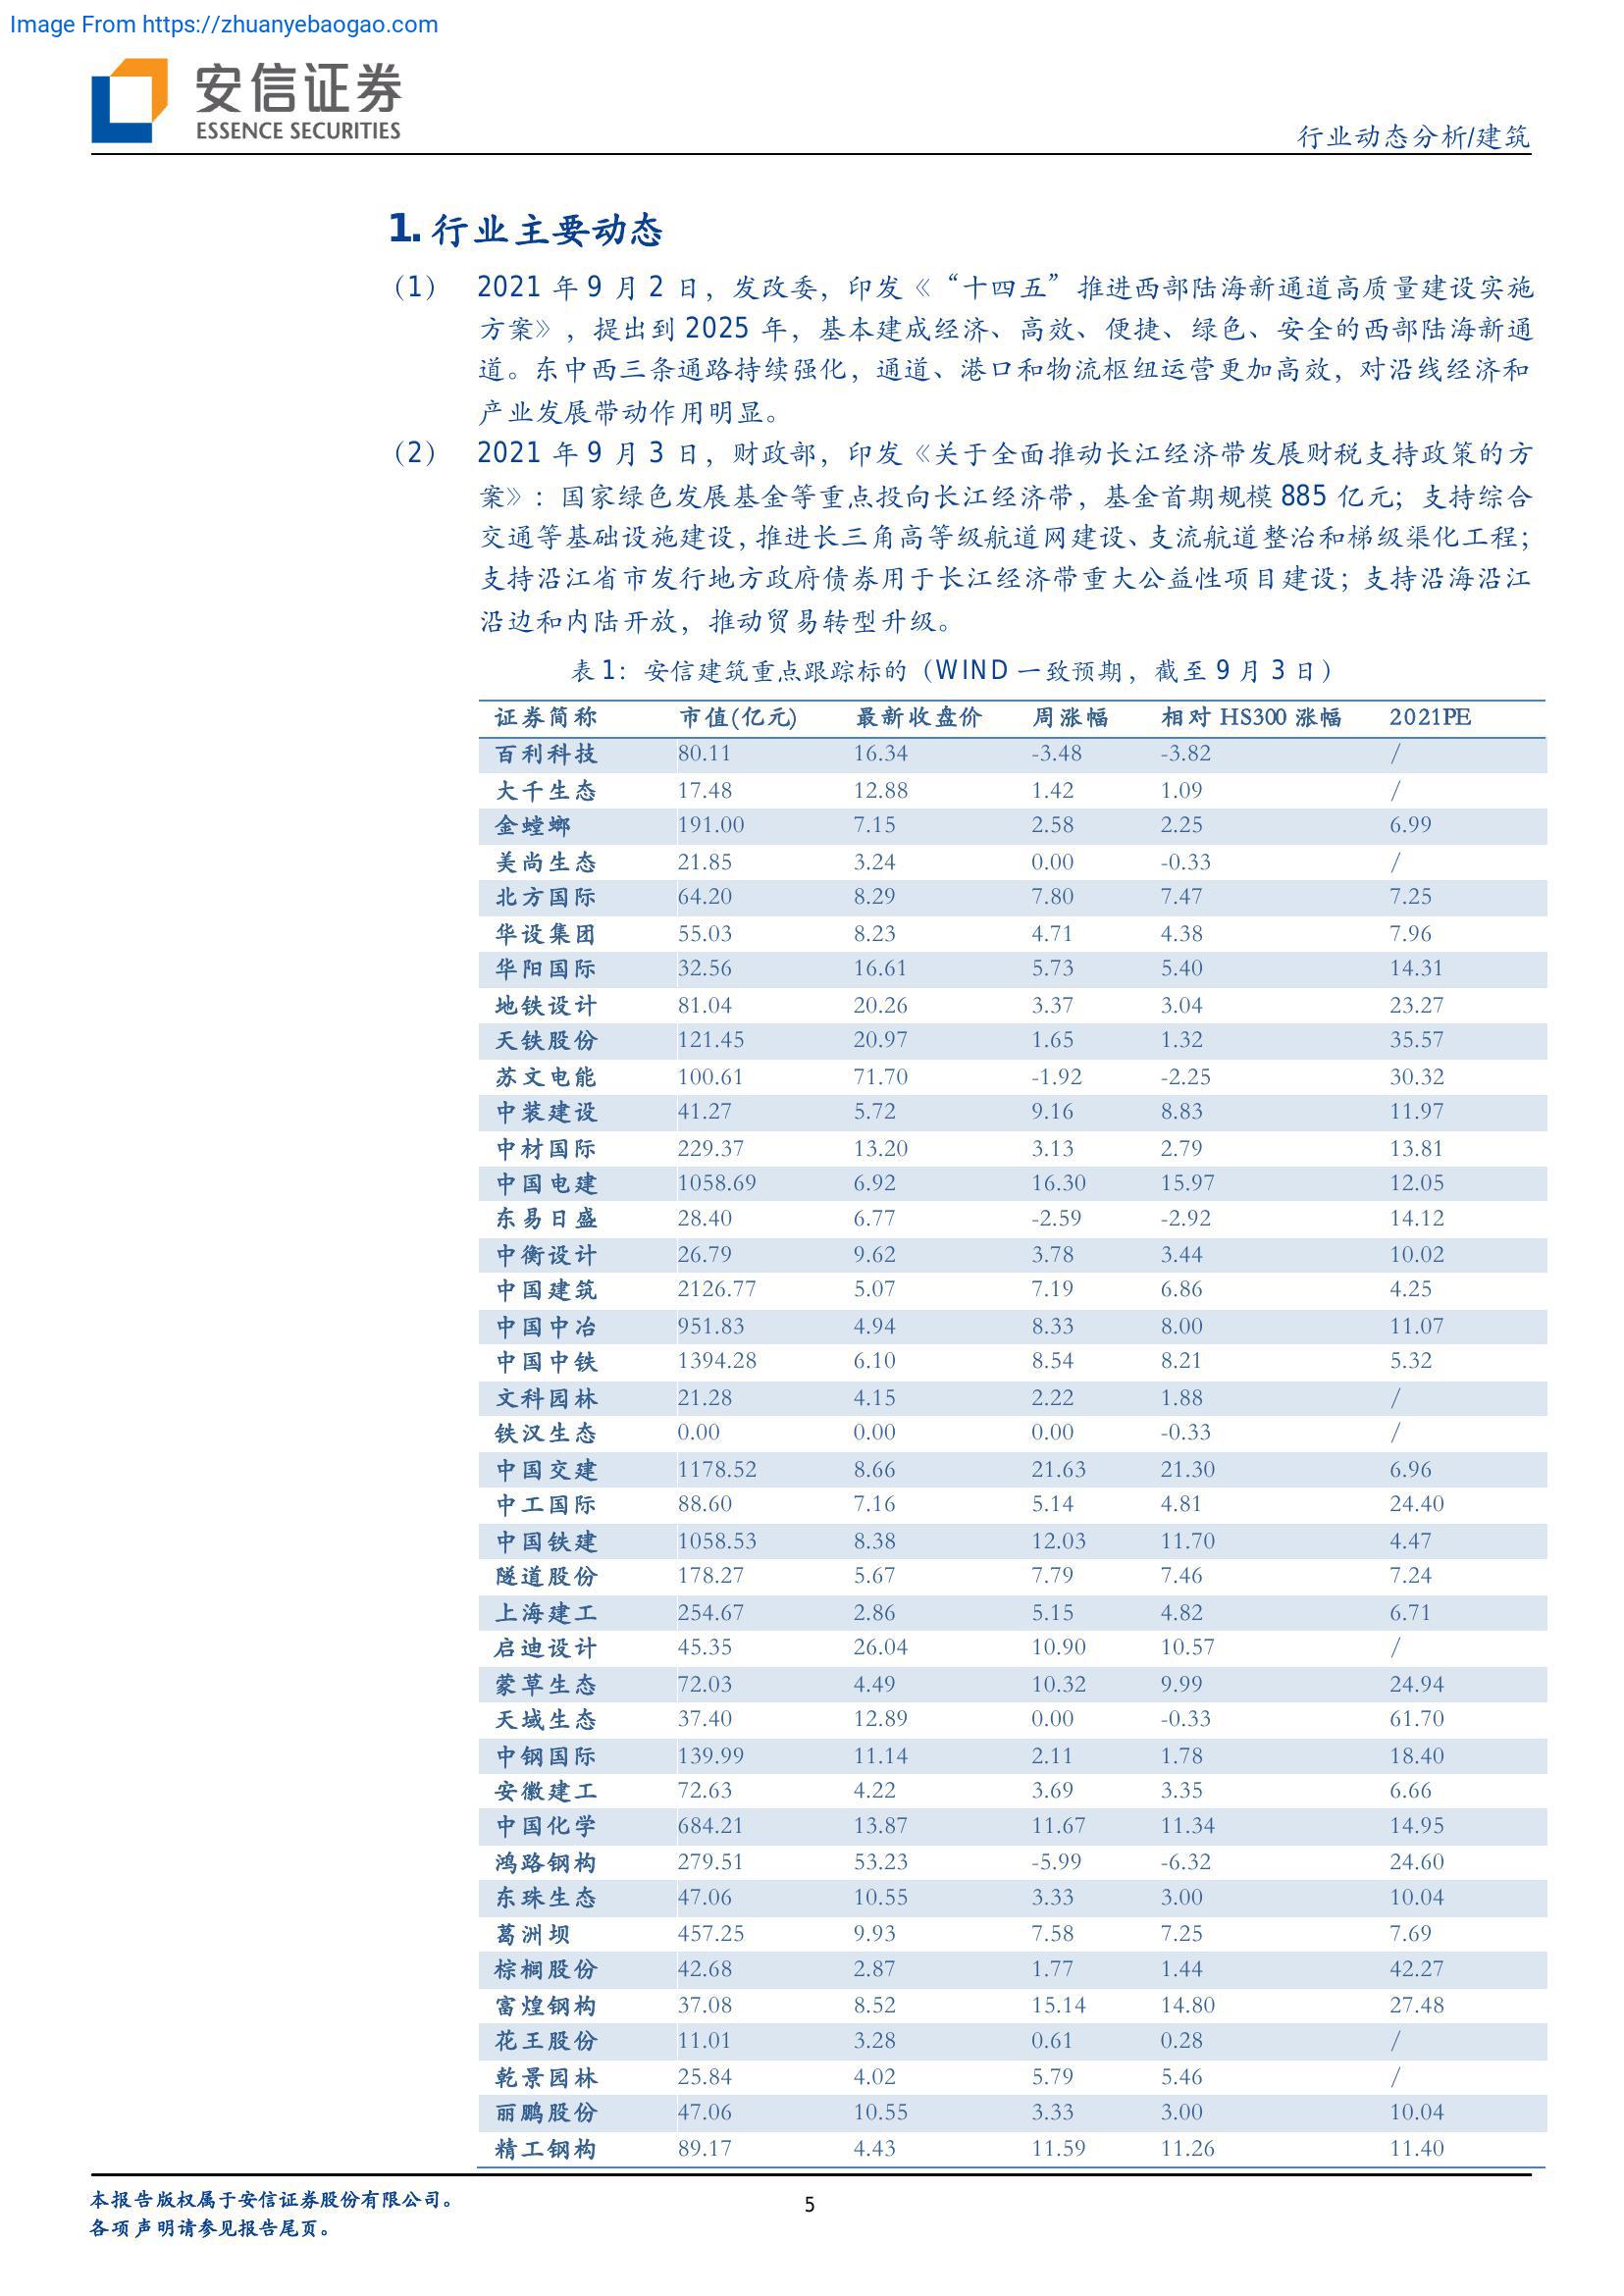 Image From https://zhuanyebaogao.com
安信证券
ESSENCE SECURITIES
行业动态分析/建筑
1. 行业主要动态
（1） 2021 年 9 月 2 日，发改委，印发《“十四五”推进西部陆海新通道高质量建设实施
方案》，提出到 2025 年，基本建成经济、高效、便捷、绿色、安全的西部陆海新通
道。东中西三条通路持续强化，通道、港口和物流枢纽运营更加高效，对沿线经济和
产业发展带动作用明显。
（2） 2021 年 9 月 3 日，财政部，印发《关于全面推动长江经济带发展财税支持政策的方
案》：国家绿色发展基金等重点投向长江经济带，基金首期规模 885 亿元；支持综合
交通等基础设施建设，推进长三角高等级航道网建设、支流航道整治和梯级渠化工程；
支持沿江省市发行地方政府债券用于长江经济带重大公益性项目建设；支持沿海沿江
沿边和内陆开放，推动贸易转型升级。
表 1：安信建筑重点跟踪标的（WIND 一致预期，截至 9 月 3 日）
证券简称 市值(亿元) 最新收盘价 周涨幅 相对 HS300 涨幅 2021PE
百利科技 80.11 16.34 -3.48 -3.82 /
大千生态 17.48 12.88 1.42 1.09 /
金螳螂 191.00 7.15 2.58 2.25 6.99
美尚生态 21.85 3.24 0.00 -0.33 /
北方国际 64.20 8.29 7.80 7.47 7.25
华设集团 55.03 8.23 4.71 4.38 7.96
华阳国际 32.56 16.61 5.73 5.40 14.31
地铁设计 81.04 20.26 3.37 3.04 23.27
天铁股份 121.45 20.97 1.65 1.32 35.57
苏文电能 100.61 71.70 -1.92 -2.25 30.32
中装建设 41.27 5.72 9.16 8.83 11.97
中材国际 229.37 13.20 3.13 2.79 13.81
中国电建 1058.69 6.92 16.30 15.97 12.05
东易日盛 28.40 6.77 -2.59 -2.92 14.12
中衡设计 26.79 9.62 3.78 3.44 10.02
中国建筑 2126.77 5.07 7.19 6.86 4.25
中国中冶 951.83 4.94 8.33 8.00 11.07
中国中铁 1394.28 6.10 8.54 8.21 5.32
文科园林 21.28 4.15 2.22 1.88 /
铁汉生态 0.00 0.00 0.00 -0.33 /
中国交建 1178.52 8.66 21.63 21.30 6.96
中工国际 88.60 7.16 5.14 4.81 24.40
中国铁建 1058.53 8.38 12.03 11.70 4.47
隧道股份 178.27 5.67 7.79 7.46 7.24
上海建工 254.67 2.86 5.15 4.82 6.71
启迪设计 45.35 26.04 10.90 10.57 /
蒙草生态 72.03 4.49 10.32 9.99 24.94
天域生态 37.40 12.89 0.00 -0.33 61.70
中钢国际 139.99 11.14 2.11 1.78 18.40
安徽建工 72.63 4.22 3.69 3.35 6.66
中国化学 684.21 13.87 11.67 11.34 14.95
鸿路钢构 279.51 53.23 -5.99 -6.32 24.60
东珠生态 47.06 10.55 3.33 3.00 10.04
葛洲坝 457.25 9.93 7.58 7.25 7.69
棕榈股份 42.68 2.87 1.77 1.44 42.27
富煌钢构 37.08 8.52 15.14 14.80 27.48
花王股份 11.01 3.28 0.61 0.28 /
乾景园林 25.84 4.02 5.79 5.46 /
丽鹏股份 47.06 10.55 3.33 3.00 10.04
精工钢构 89.17 4.43 11.59 11.26 11.40
本报告版权属于安信证券股份有限公司。
各项声明请参见报告尾页。
5